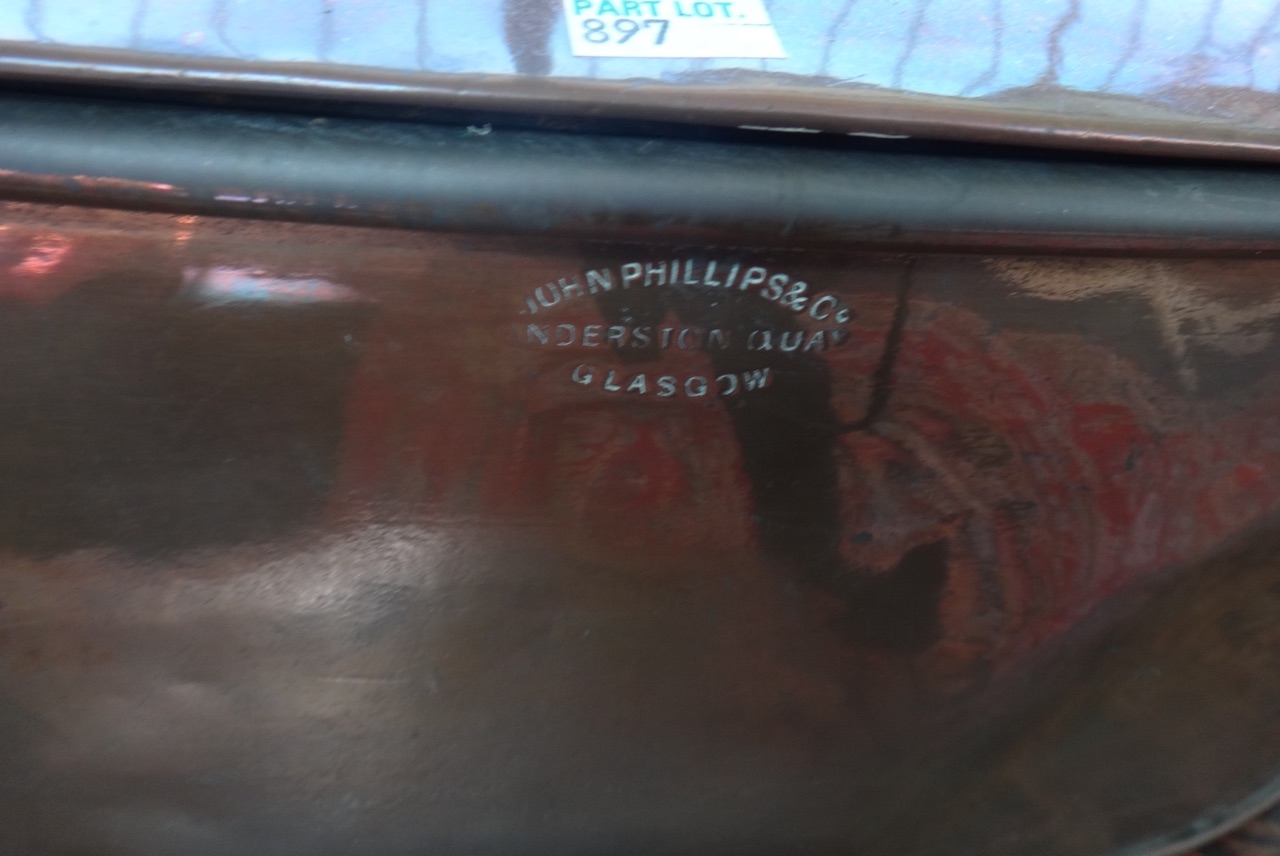 PART LOT.
897
JOHN PHILLIPS & Co
NDERSTON QUAY
GLASGOW